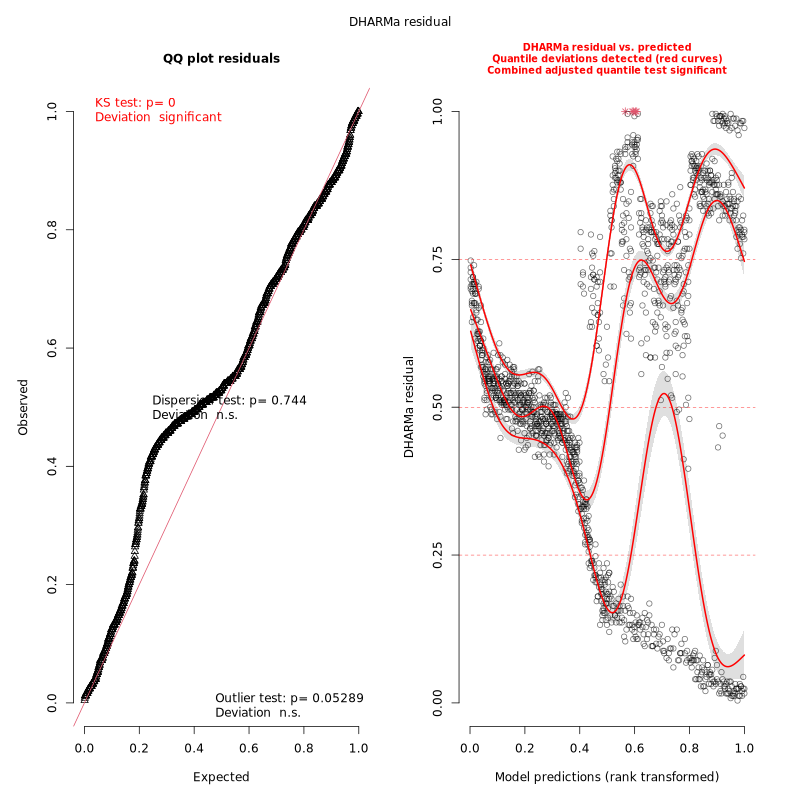 DHARMa residual
QQ plot residuals
KS test: p= 0
Deviation significant
Dispersion test: p= 0.744
Deviation n.s.
Outlier test: p= 0.05289
Deviation n.s.
Observed
0.0
0.2
0.4
0.6
0.8
1.0
0.0 0.2 0.4 0.6 0.8 1.0
Expected
DHARMa residual vs. predicted
Quantile deviations detected (red curves)
Combined adjusted quantile test significant
DHARMa residual
0.00
0.25
0.50
0.75
1.00
0.0 0.2 0.4 0.6 0.8 1.0
Model predictions (rank transformed)